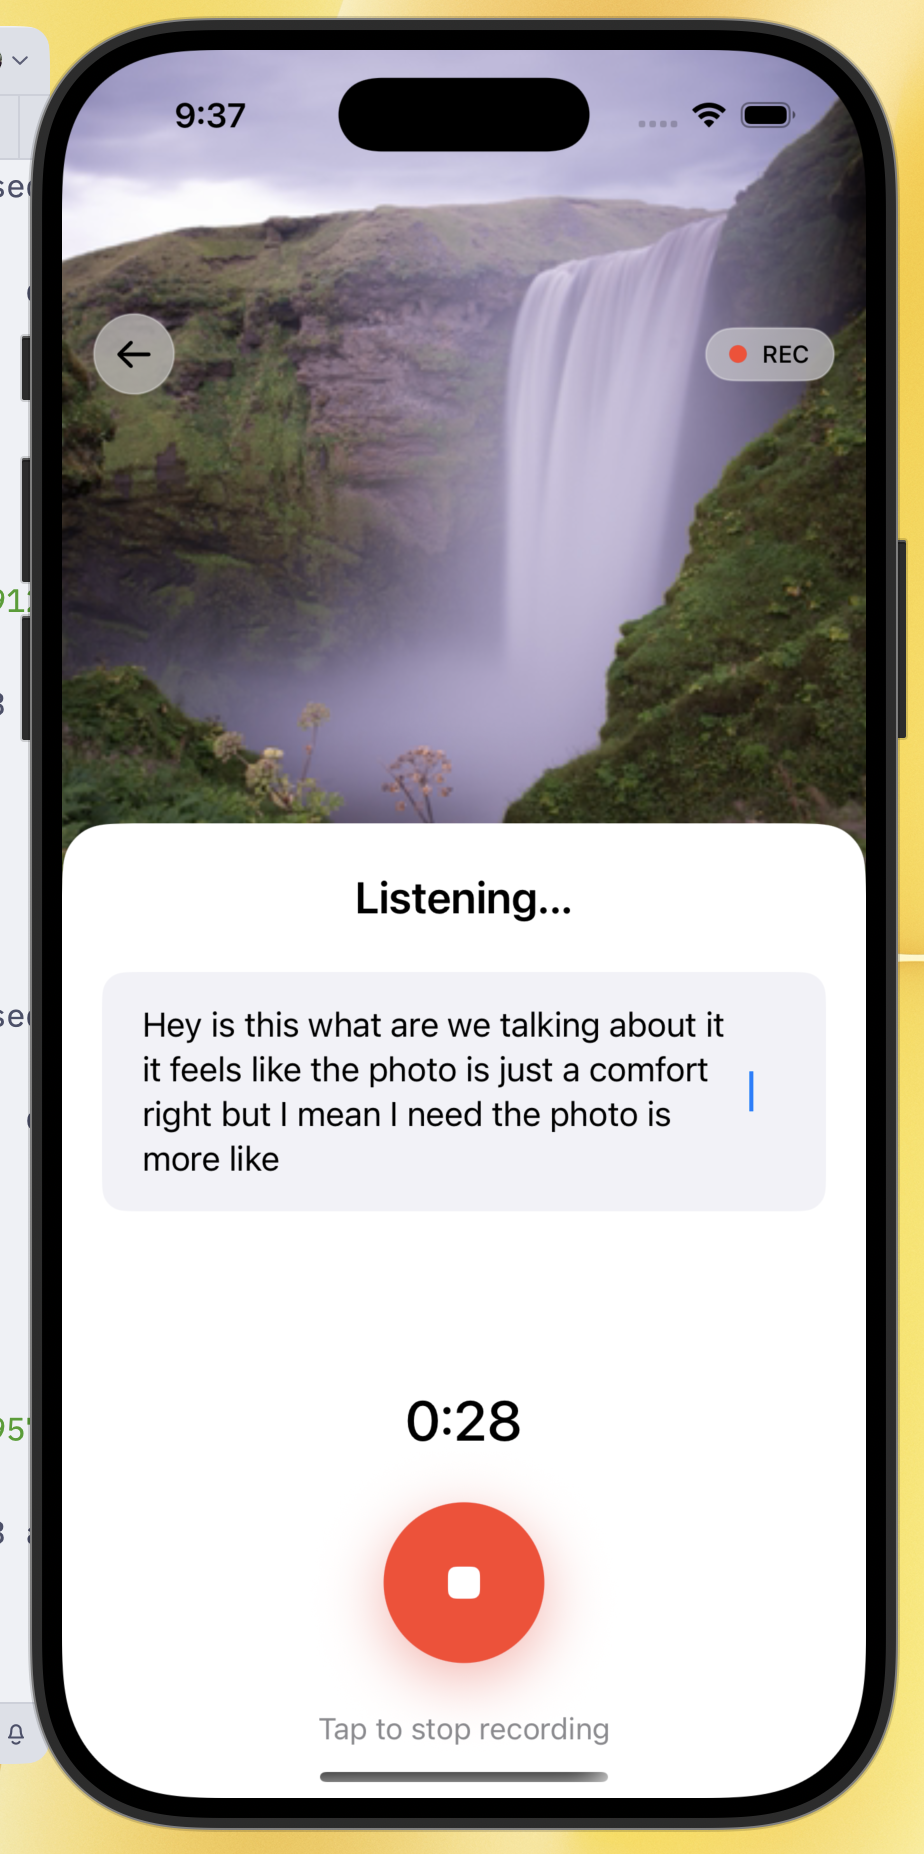 9:37
REC
Listening...
Hey is this what are we talking about it
it feels like the photo is just a comfort
right but I mean I need the photo is
more like
0:28
Tap to stop recording